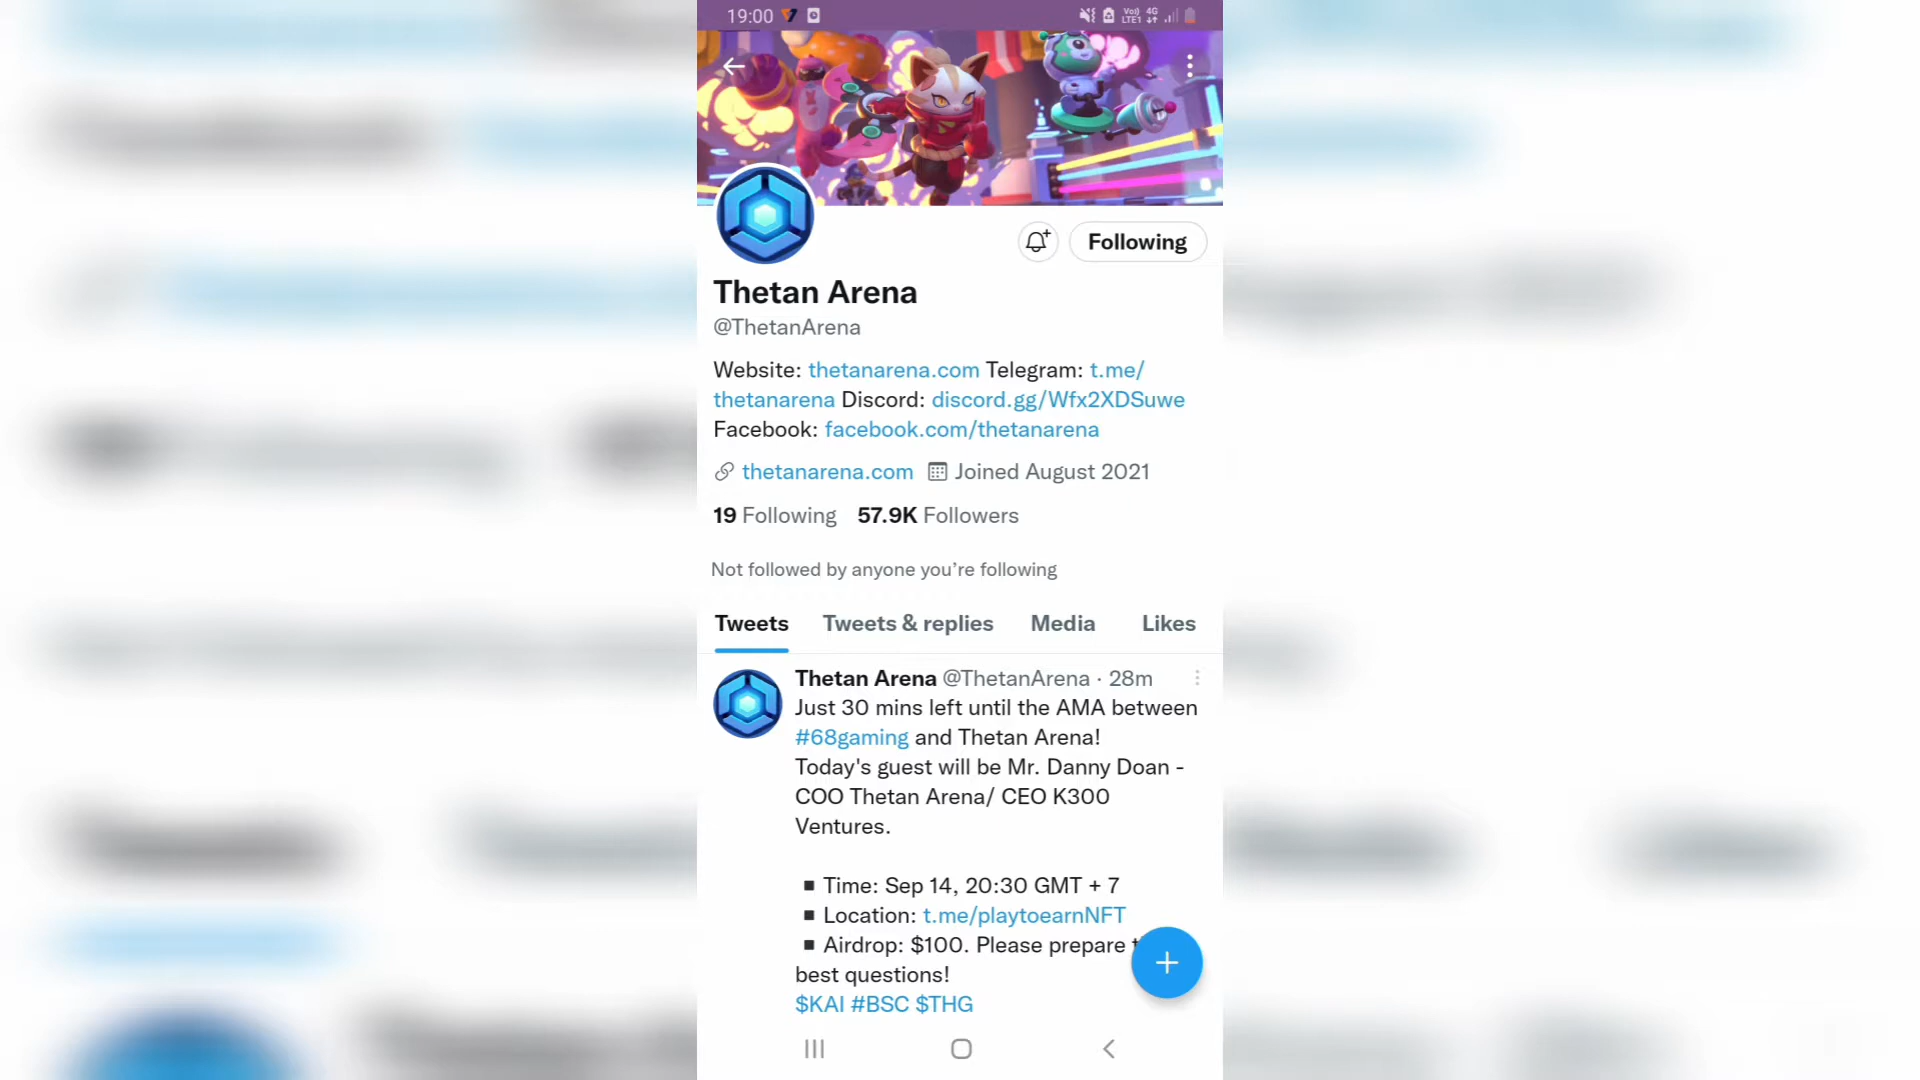 19:00
Vo)) 4G
LTE1
Following
Thetan Arena
@ThetanArena
Website: thetanarena.com Telegram: t.me/
thetanarena Discord: discord.gg/Wfx2XDSuwe
Facebook: facebook.com/thetanarena
thetanarena.com Joined August 2021
19 Following 57.9K Followers
Not followed by anyone you’re following
Tweets Tweets & replies Media Likes
Thetan Arena @ThetanArena · 28m
Just 30 mins left until the AMA between
#68gaming and Thetan Arena!
Today's guest will be Mr. Danny Doan -
COO Thetan Arena/ CEO K300
Ventures.
▪ Time: Sep 14, 20:30 GMT + 7
▪ Location: t.me/playtoearnNFT
▪ Airdrop: $100. Please prepare
best questions!
$KAI #BSC $THG